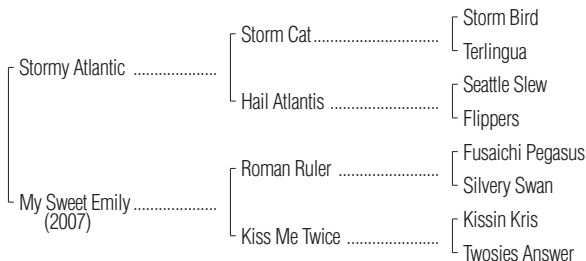 Storm Bird
Storm Cat
Terlingua
Stormy Atlantic
Seattle Slew
Hail Atlantis
Flippers
Fusaichi Pegasus
Roman Ruler
Silvery Swan
My Sweet Emily
(2007)
Kissin Kris
Kiss Me Twice
Twosies Answer